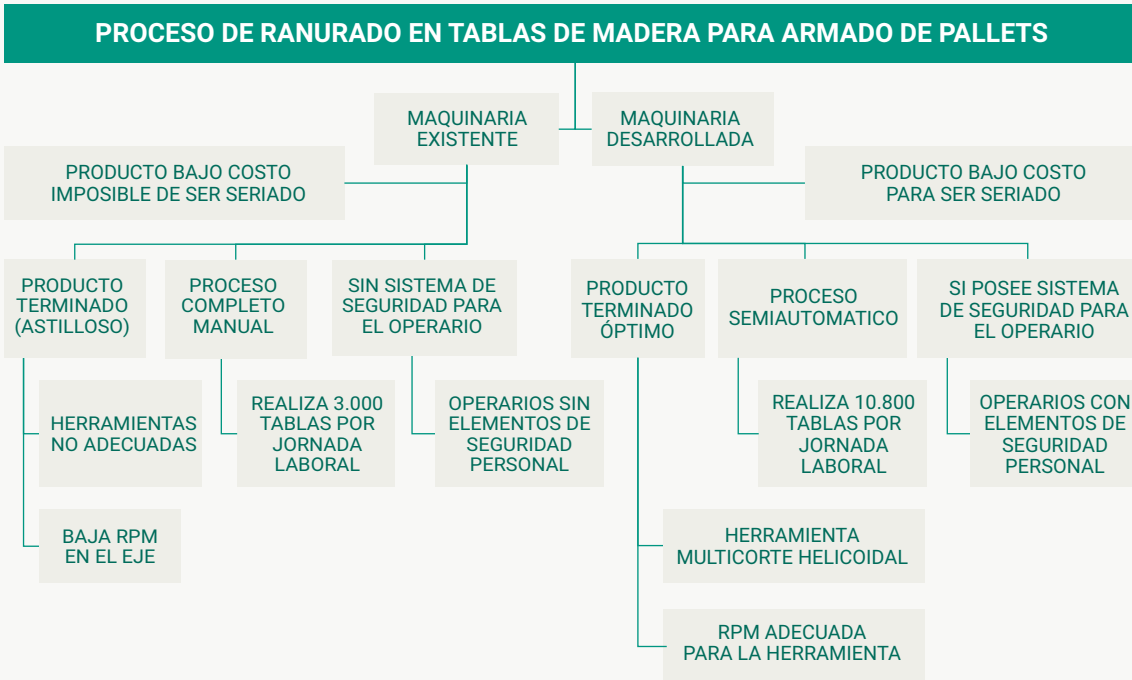 PROCESO DE RANURADO EN TABLAS DE MADERA PARA ARMADO DE PALLETS
MAQUINARIA
EXISTENTE
MAQUINARIA
DESARROLLADA
PRODUCTO BAJO COSTO
IMPOSIBLE DE SER SERIADO
PRODUCTO BAJO COSTO
PARA SER SERIADO
PRODUCTO
TERMINADO
(ASTILLOSO)
PROCESO
COMPLETO
MANUAL
SIN SISTEMA DE
SEGURIDAD PARA
EL OPERARIO
PRODUCTO
TERMINADO
ÓPTIMO
PROCESO
SEMIAUTOMATICO
SI POSEE SISTEMA
DE SEGURIDAD PARA
EL OPERARIO
HERRAMIENTAS
NO ADECUADAS
REALIZA 3.000
TABLAS POR
JORNADA
LABORAL
OPERARIOS SIN
ELEMENTOS DE
SEGURIDAD
PERSONAL
REALIZA 10.800
TABLAS POR
JORNADA
LABORAL
OPERARIOS CON
ELEMENTOS DE
SEGURIDAD
PERSONAL
BAJA RPM
EN EL EJE
HERRAMIENTA
MULTICORTE HELICOIDAL
RPM ADECUADA
PARA LA HERRAMIENTA